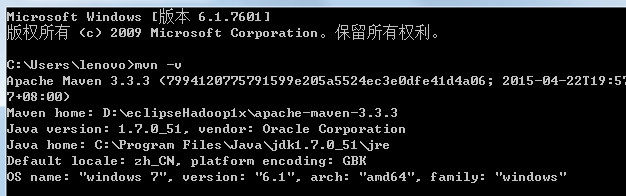 Microsoft Windows [版本 6.1.7601]
版权所有 (c) 2009 Microsoft Corporation。保留所有权利。
C:\Users\lenovo>mvn -v
Apache Maven 3.3.3 (7994120775791599e205a5524ec3e0dfe41d4a06; 2015-04-22T19:57
7+08:00)
Maven home: D:\eclipseHadoop1x\apache-maven-3.3.3
Java version: 1.7.0_51, vendor: Oracle Corporation
Java home: C:\Program Files\Java\jdk1.7.0_51\jre
Default locale: zh_CN, platform encoding: GBK
OS name: "windows 7", version: "6.1", arch: "amd64", family: "windows"